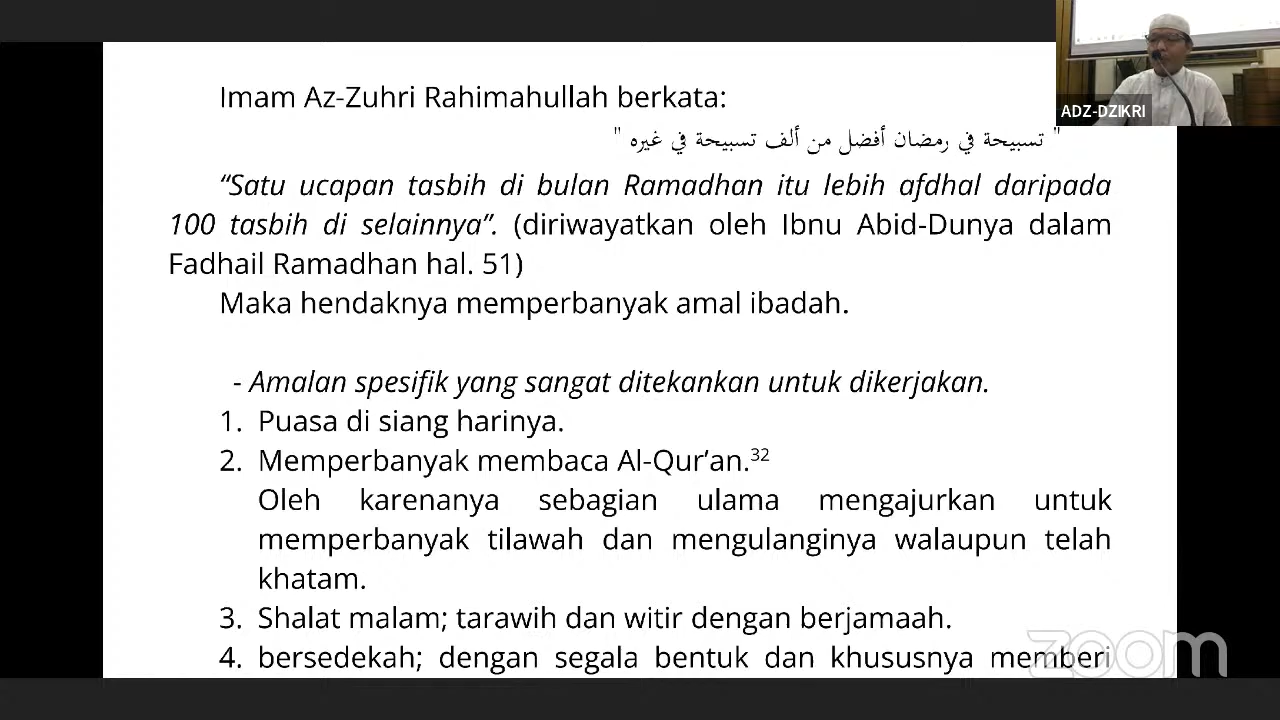 ADZ-DZIKRI
Imam Az-Zuhri Rahimahullah berkata:
" تسبيحة في رمضان أفضل من ألف تسبيحة في غيره "
“Satu ucapan tasbih di bulan Ramadhan itu lebih afdhal daripada
100 tasbih di selainnya”. (diriwayatkan oleh Ibnu Abid-Dunya dalam
Fadhail Ramadhan hal. 51)
Maka hendaknya memperbanyak amal ibadah.
- Amalan spesifik yang sangat ditekankan untuk dikerjakan.
1. Puasa di siang harinya.
2. Memperbanyak membaca Al-Qur’an.³²
Oleh karenanya sebagian ulama mengajurkan untuk
memperbanyak tilawah dan mengulanginya walaupun telah
khatam.
3. Shalat malam; tarawih dan witir dengan berjamaah.
4. bersedekah; dengan segala bentuk dan khususnya memberi
zoom